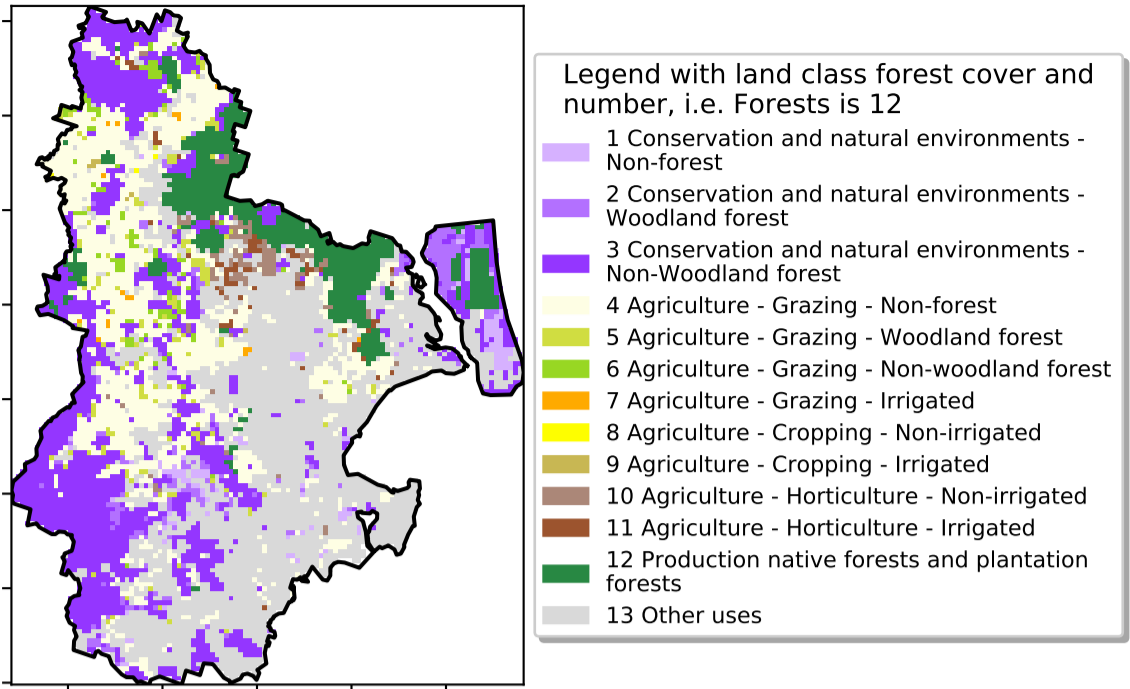 Legend with land class forest cover and
number, i.e. Forests is 12
1 Conservation and natural environments -
Non-forest
2 Conservation and natural environments -
Woodland forest
3 Conservation and natural environments -
Non-Woodland forest
4 Agriculture - Grazing - Non-forest
5 Agriculture - Grazing - Woodland forest
6 Agriculture - Grazing - Non-woodland forest
7 Agriculture - Grazing - Irrigated
8 Agriculture - Cropping - Non-irrigated
9 Agriculture - Cropping - Irrigated
10 Agriculture - Horticulture - Non-irrigated
11 Agriculture - Horticulture - Irrigated
12 Production native forests and plantation
forests
13 Other uses